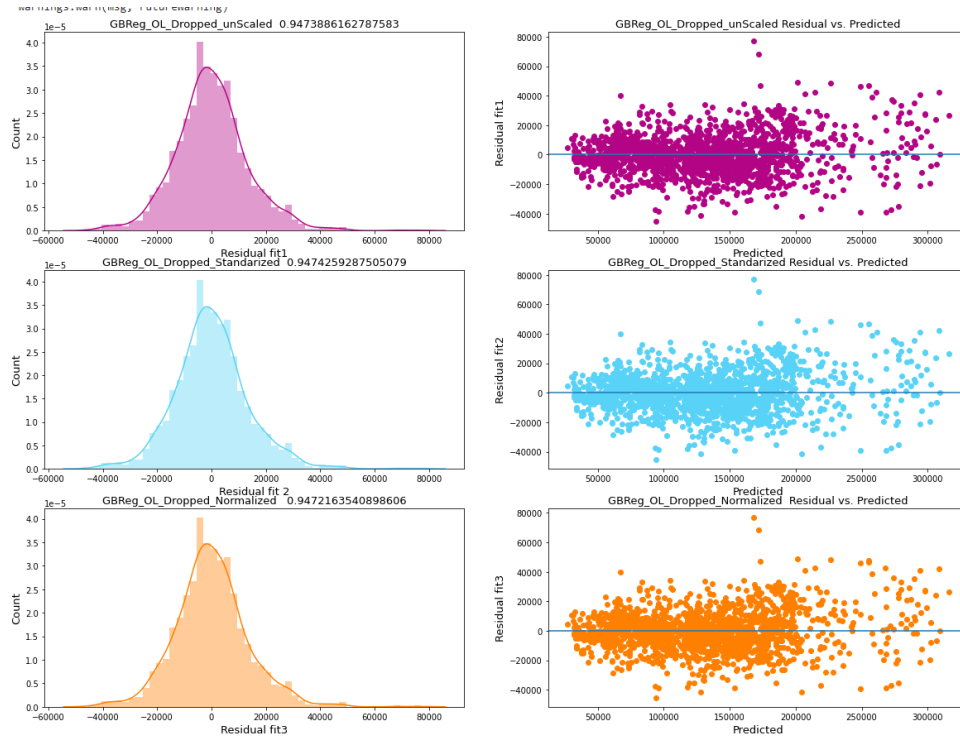 warnings.warn(msg, FutureWarning)
GBReg_OL_Dropped_unScaled 0.9473886162787583
1e−5
Count
4.0
3.5
3.0
2.5
2.0
1.5
1.0
0.5
0.0
−60000 −40000 −20000 0 20000 40000 60000 80000
Residual fit1
GBReg_OL_Dropped_unScaled Residual vs. Predicted
Residual fit1
80000
60000
40000
20000
0
−20000
−40000
50000 100000 150000 200000 250000 300000
Predicted
GBReg_OL_Dropped_Standarized 0.9474259287505079
1e−5
Count
4.0
3.5
3.0
2.5
2.0
1.5
1.0
0.5
0.0
−60000 −40000 −20000 0 20000 40000 60000 80000
Residual fit 2
GBReg_OL_Dropped_Standarized Residual vs. Predicted
Residual fit2
80000
60000
40000
20000
0
−20000
−40000
50000 100000 150000 200000 250000 300000
Predicted
GBReg_OL_Dropped_Normalized 0.9472163540898606
1e−5
Count
4.0
3.5
3.0
2.5
2.0
1.5
1.0
0.5
0.0
−60000 −40000 −20000 0 20000 40000 60000 80000
Residual fit3
GBReg_OL_Dropped_Normalized Residual vs. Predicted
Residual fit3
80000
60000
40000
20000
0
−20000
−40000
50000 100000 150000 200000 250000 300000
Predicted